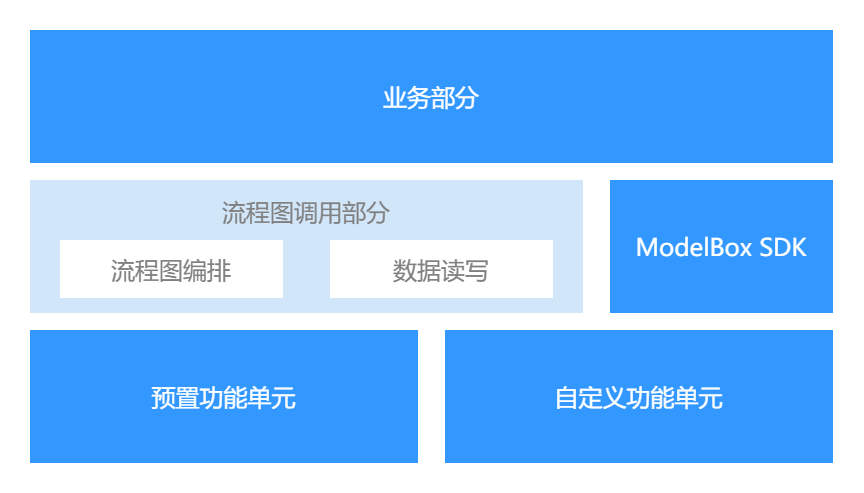 业务部分
流程图调用部分
流程图编排
数据读写
ModelBox SDK
预置功能单元
自定义功能单元